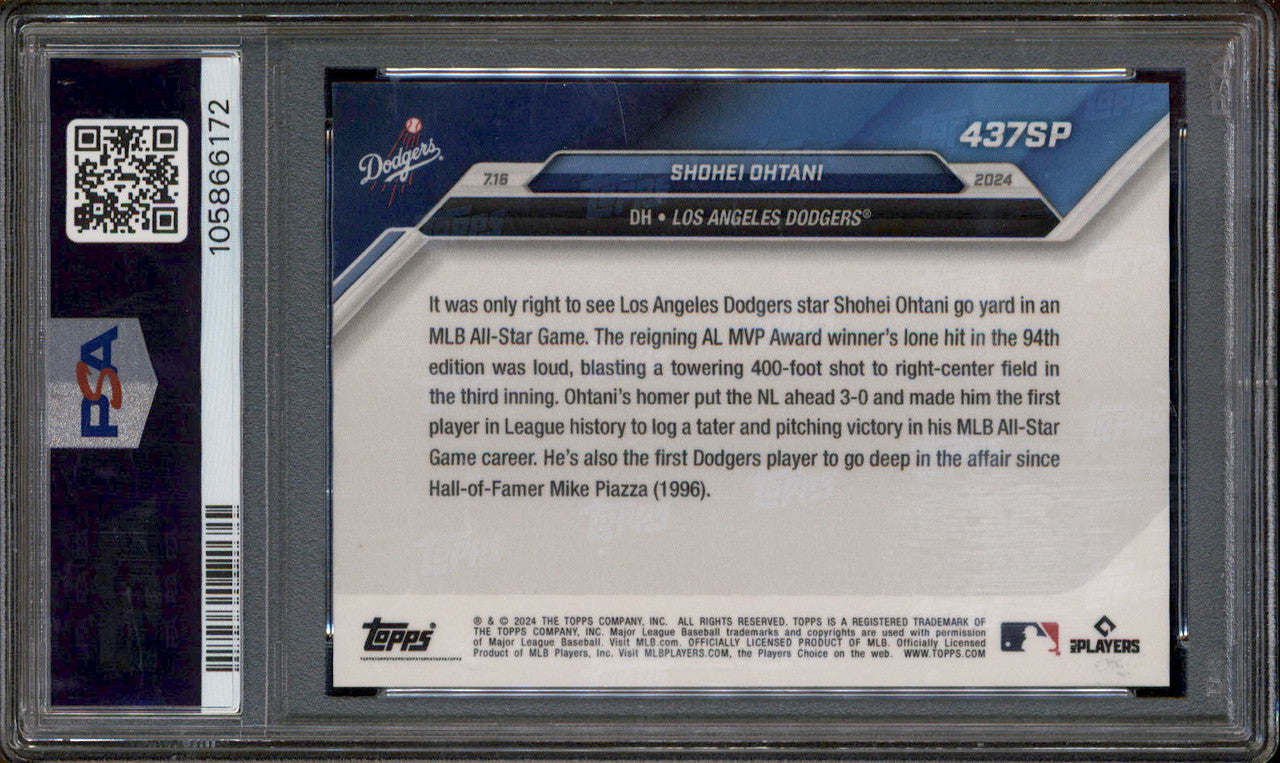 105866172
PSA
Dodgers
437SP
7.16 SHOHEI OHTANI 2024
DH • LOS ANGELES DODGERS®
It was only right to see Los Angeles Dodgers star Shohei Ohtani go yard in an
MLB All-Star Game. The reigning AL MVP Award winner's lone hit in the 94th
edition was loud, blasting a towering 400-foot shot to right-center field in
the third inning. Ohtani's homer put the NL ahead 3-0 and made him the first
player in League history to log a tater and pitching victory in his MLB All-Star
Game career. He's also the first Dodgers player to go deep in the affair since
Hall-of-Famer Mike Piazza (1996).
Topps
® & © 2024 THE TOPPS COMPANY, INC. ALL RIGHTS RESERVED. TOPPS IS A REGISTERED TRADEMARK OF
THE TOPPS COMPANY, INC. Major League Baseball trademarks and copyrights are used with permission
of Major League Baseball. Visit MLB.com. OFFICIALLY LICENSED PRODUCT OF MLB. Officially Licensed
Product of MLB Players, Inc. Visit MLBPLAYERS.COM, the Players Choice on the web. WWW.TOPPS.COM
MLB PLAYERS